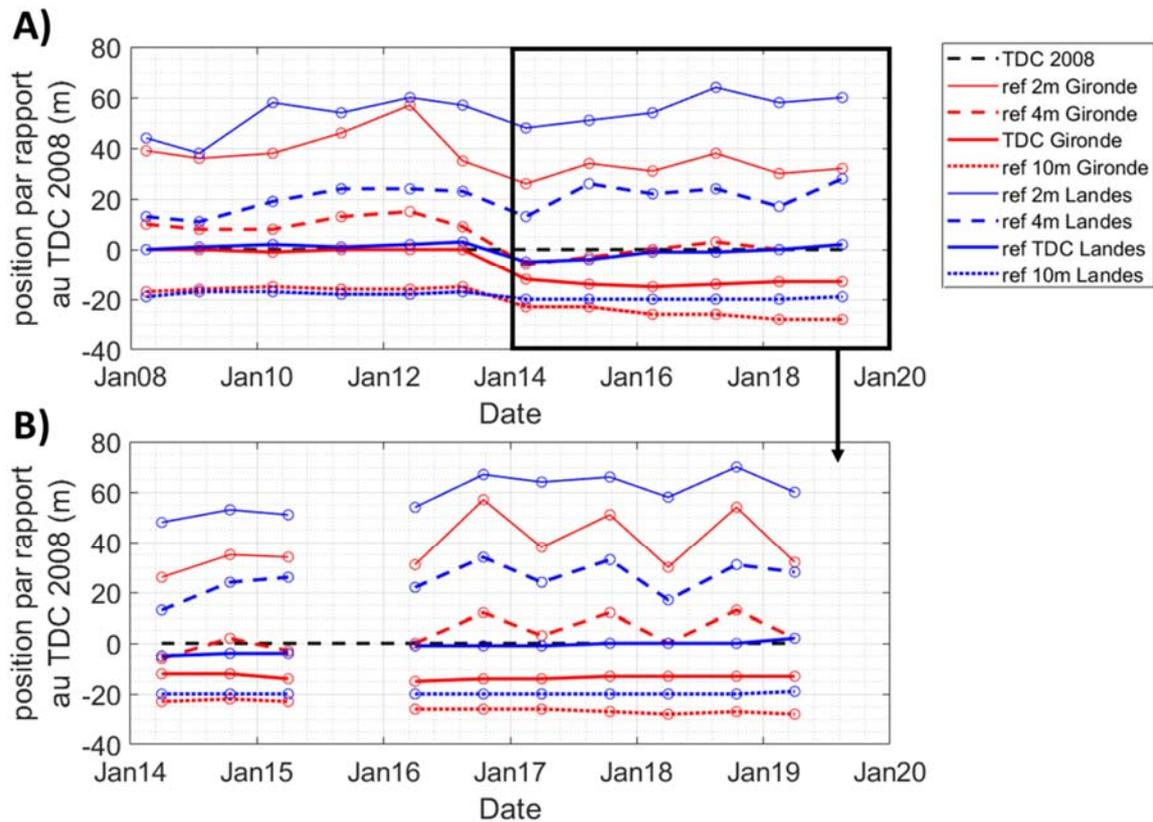 A)
position par rapport
au TDC 2008 (m)
80
60
40
20
0
-20
-40
Jan08
Jan10
Jan12
Jan14
Jan16
Jan18
Jan20
Date
TDC 2008
ref 2m Gironde
ref 4m Gironde
TDC Gironde
ref 10m Gironde
ref 2m Landes
ref 4m Landes
ref TDC Landes
ref 10m Landes
B)
position par rapport
au TDC 2008 (m)
80
60
40
20
0
-20
-40
Jan14
Jan15
Jan16
Jan17
Jan18
Jan19
Jan20
Date